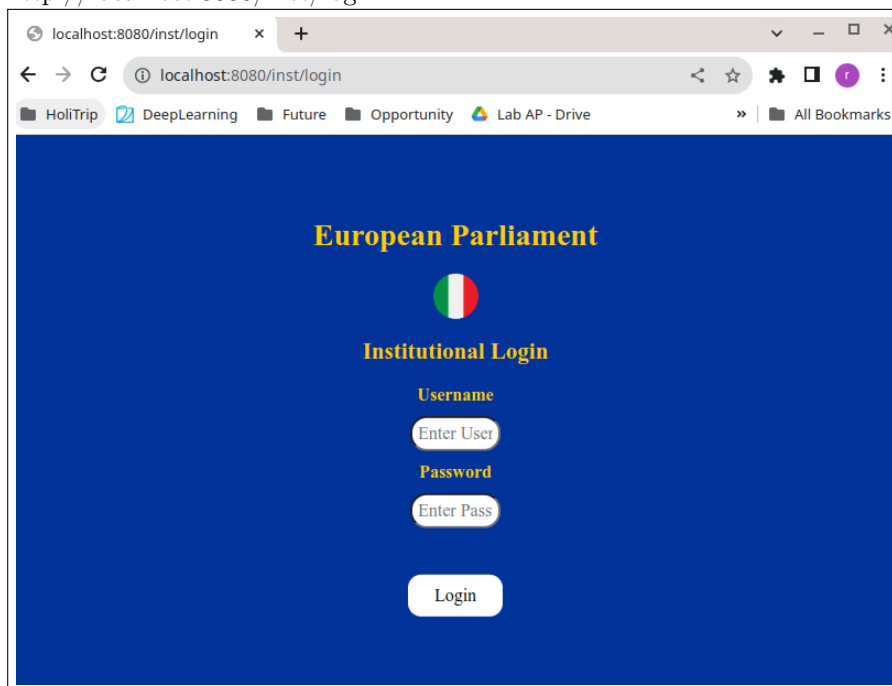 localhost:8080/inst/login
localhost:8080/inst/login
r
HoliTrip DeepLearning Future Opportunity Lab AP - Drive » All Bookmarks
European Parliament
Institutional Login
Username
Enter User
Password
Enter Pass
Login